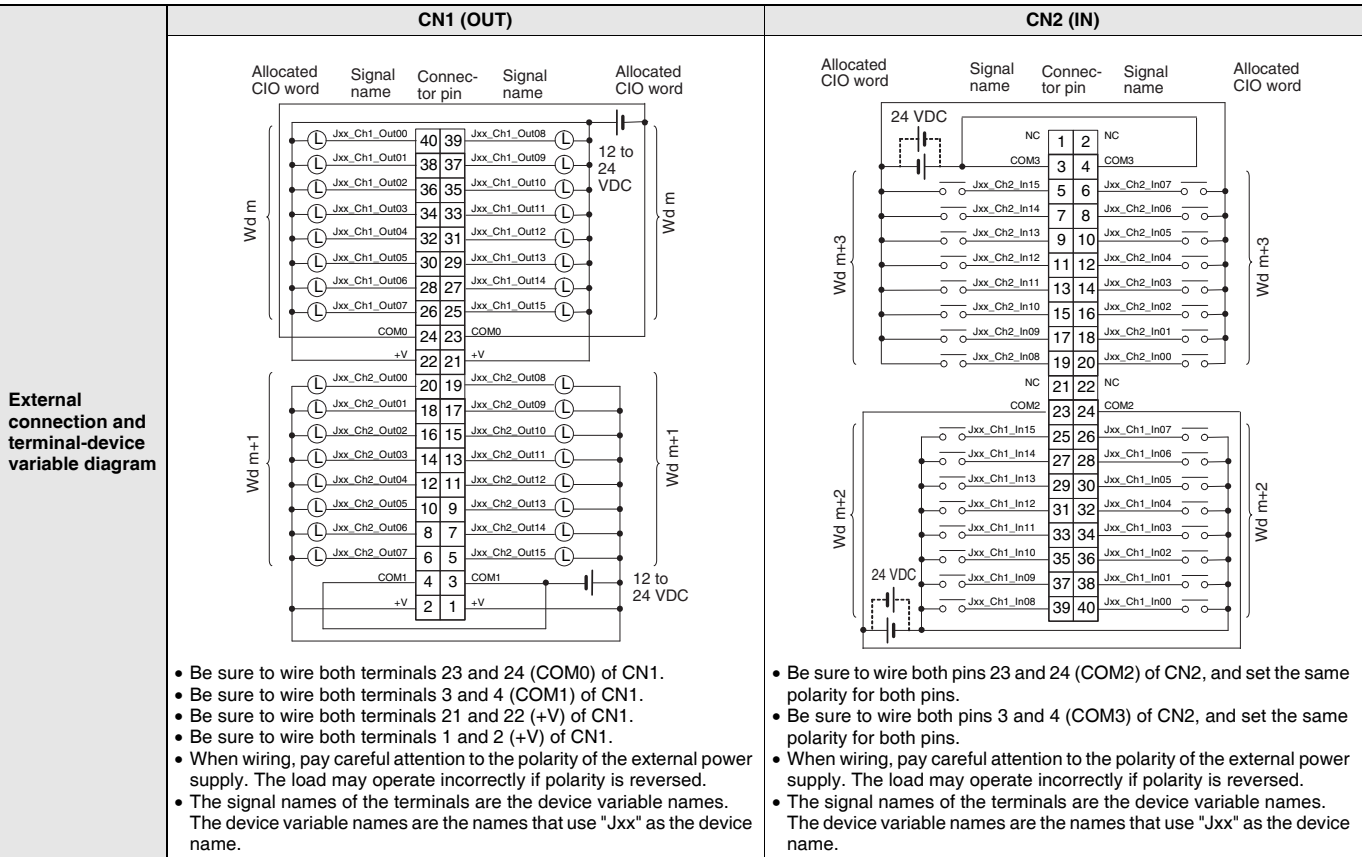 CN1 (OUT)
CN2 (IN)
External
connection and
terminal-device
variable diagram
Allocated
CIO word
Signal
name
Connec-
tor pin
Signal
name
Allocated
CIO word
12 to
24
VDC
Wd m
Wd m
Jxx_Ch1_Out00 40 39 Jxx_Ch1_Out08
Jxx_Ch1_Out01 38 37 Jxx_Ch1_Out09
Jxx_Ch1_Out02 36 35 Jxx_Ch1_Out10
Jxx_Ch1_Out03 34 33 Jxx_Ch1_Out11
Jxx_Ch1_Out04 32 31 Jxx_Ch1_Out12
Jxx_Ch1_Out05 30 29 Jxx_Ch1_Out13
Jxx_Ch1_Out06 28 27 Jxx_Ch1_Out14
Jxx_Ch1_Out07 26 25 Jxx_Ch1_Out15
COM0 24 23 COM0
+V 22 21 +V
Wd m+1
Wd m+1
L Jxx_Ch2_Out00 20 19 Jxx_Ch2_Out08 L
L Jxx_Ch2_Out01 18 17 Jxx_Ch2_Out09 L
L Jxx_Ch2_Out02 16 15 Jxx_Ch2_Out10 L
L Jxx_Ch2_Out03 14 13 Jxx_Ch2_Out11 L
L Jxx_Ch2_Out04 12 11 Jxx_Ch2_Out12 L
L Jxx_Ch2_Out05 10 9 Jxx_Ch2_Out13 L
L Jxx_Ch2_Out06 8 7 Jxx_Ch2_Out14 L
L Jxx_Ch2_Out07 6 5 Jxx_Ch2_Out15 L
COM1 4 3 COM1
+V 2 1 +V
12 to
24 VDC
• Be sure to wire both terminals 23 and 24 (COM0) of CN1.
• Be sure to wire both terminals 3 and 4 (COM1) of CN1.
• Be sure to wire both terminals 21 and 22 (+V) of CN1.
• Be sure to wire both terminals 1 and 2 (+V) of CN1.
• When wiring, pay careful attention to the polarity of the external power
supply. The load may operate incorrectly if polarity is reversed.
• The signal names of the terminals are the device variable names.
The device variable names are the names that use "Jxx" as the device
name.
Allocated
CIO word
Signal
name
Connec-
tor pin
Signal
name
Allocated
CIO word
24 VDC
NC 1 2 NC
COM3 3 4 COM3
Wd m+3
Wd m+3
Jxx_Ch2_In15 5 6 Jxx_Ch2_In07
Jxx_Ch2_In14 7 8 Jxx_Ch2_In06
Jxx_Ch2_In13 9 10 Jxx_Ch2_In05
Jxx_Ch2_In12 11 12 Jxx_Ch2_In04
Jxx_Ch2_In11 13 14 Jxx_Ch2_In03
Jxx_Ch2_In10 15 16 Jxx_Ch2_In02
Jxx_Ch2_In09 17 18 Jxx_Ch2_In01
Jxx_Ch2_In08 19 20 Jxx_Ch2_In00
NC 21 22 NC
COM2 23 24 COM2
Wd m+2
Wd m+2
Jxx_Ch1_In15 25 26 Jxx_Ch1_In07
Jxx_Ch1_In14 27 28 Jxx_Ch1_In06
Jxx_Ch1_In13 29 30 Jxx_Ch1_In05
Jxx_Ch1_In12 31 32 Jxx_Ch1_In04
Jxx_Ch1_In11 33 34 Jxx_Ch1_In03
Jxx_Ch1_In10 35 36 Jxx_Ch1_In02
Jxx_Ch1_In09 37 38 Jxx_Ch1_In01
Jxx_Ch1_In08 39 40 Jxx_Ch1_In00
24 VDC
• Be sure to wire both pins 23 and 24 (COM2) of CN2, and set the same
polarity for both pins.
• Be sure to wire both pins 3 and 4 (COM3) of CN2, and set the same
polarity for both pins.
• When wiring, pay careful attention to the polarity of the external power
supply. The load may operate incorrectly if polarity is reversed.
• The signal names of the terminals are the device variable names.
The device variable names are the names that use "Jxx" as the device
name.